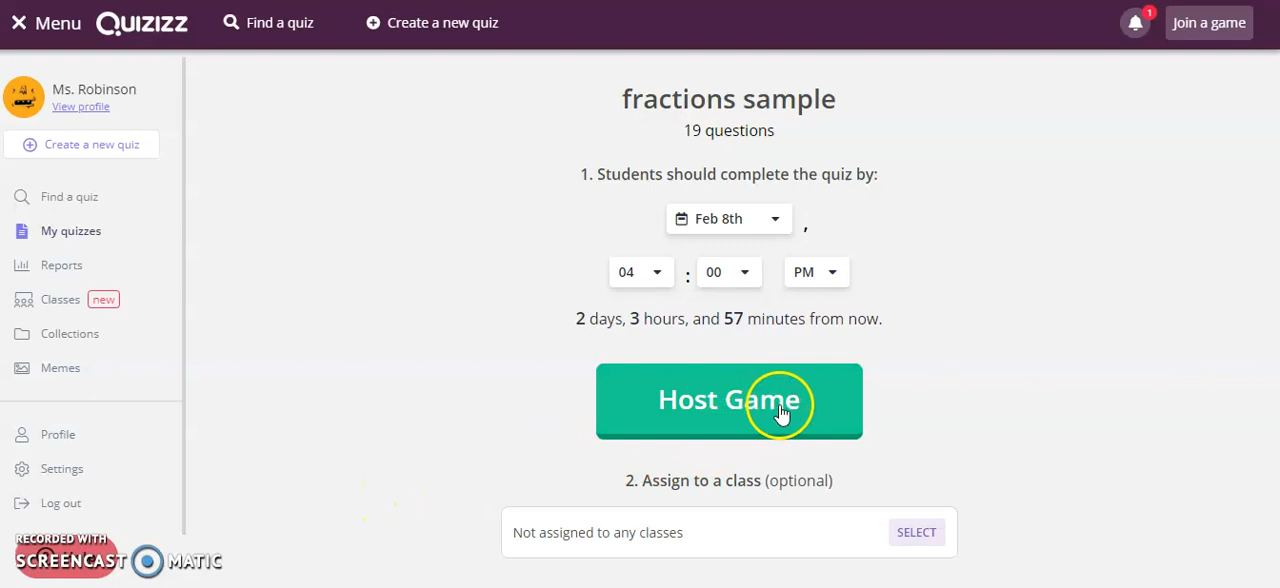 Menu QUIZIZZ Find a quiz Create a new quiz 1 Join a game
Ms. Robinson
View profile
Create a new quiz
Find a quiz
My quizzes
Reports
Classes new
Collections
Memes
Profile
Settings
Log out
RECORDED WITH
SCREENCAST MATIC
fractions sample
19 questions
1. Students should complete the quiz by:
Feb 8th ,
04 : 00 PM
2 days, 3 hours, and 57 minutes from now.
Host Game
2. Assign to a class (optional)
Not assigned to any classes SELECT